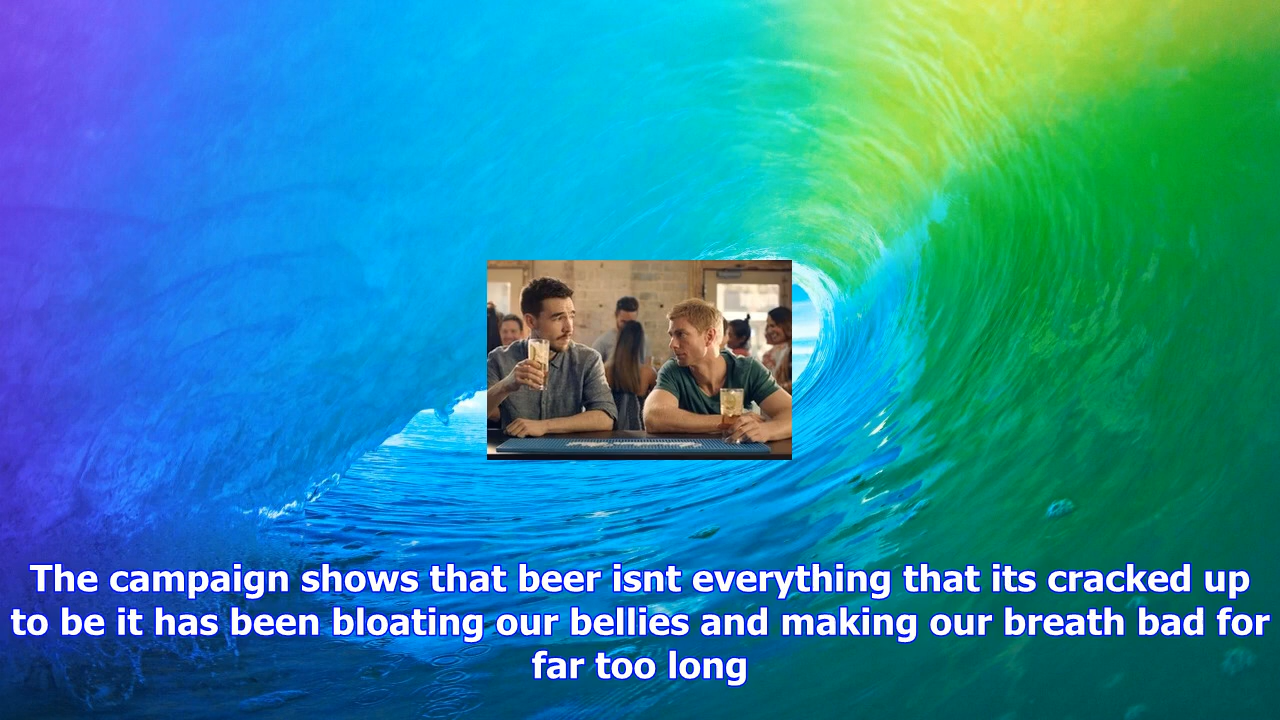 The campaign shows that beer isnt everything that its cracked up
to be it has been bloating our bellies and making our breath bad for
far too long